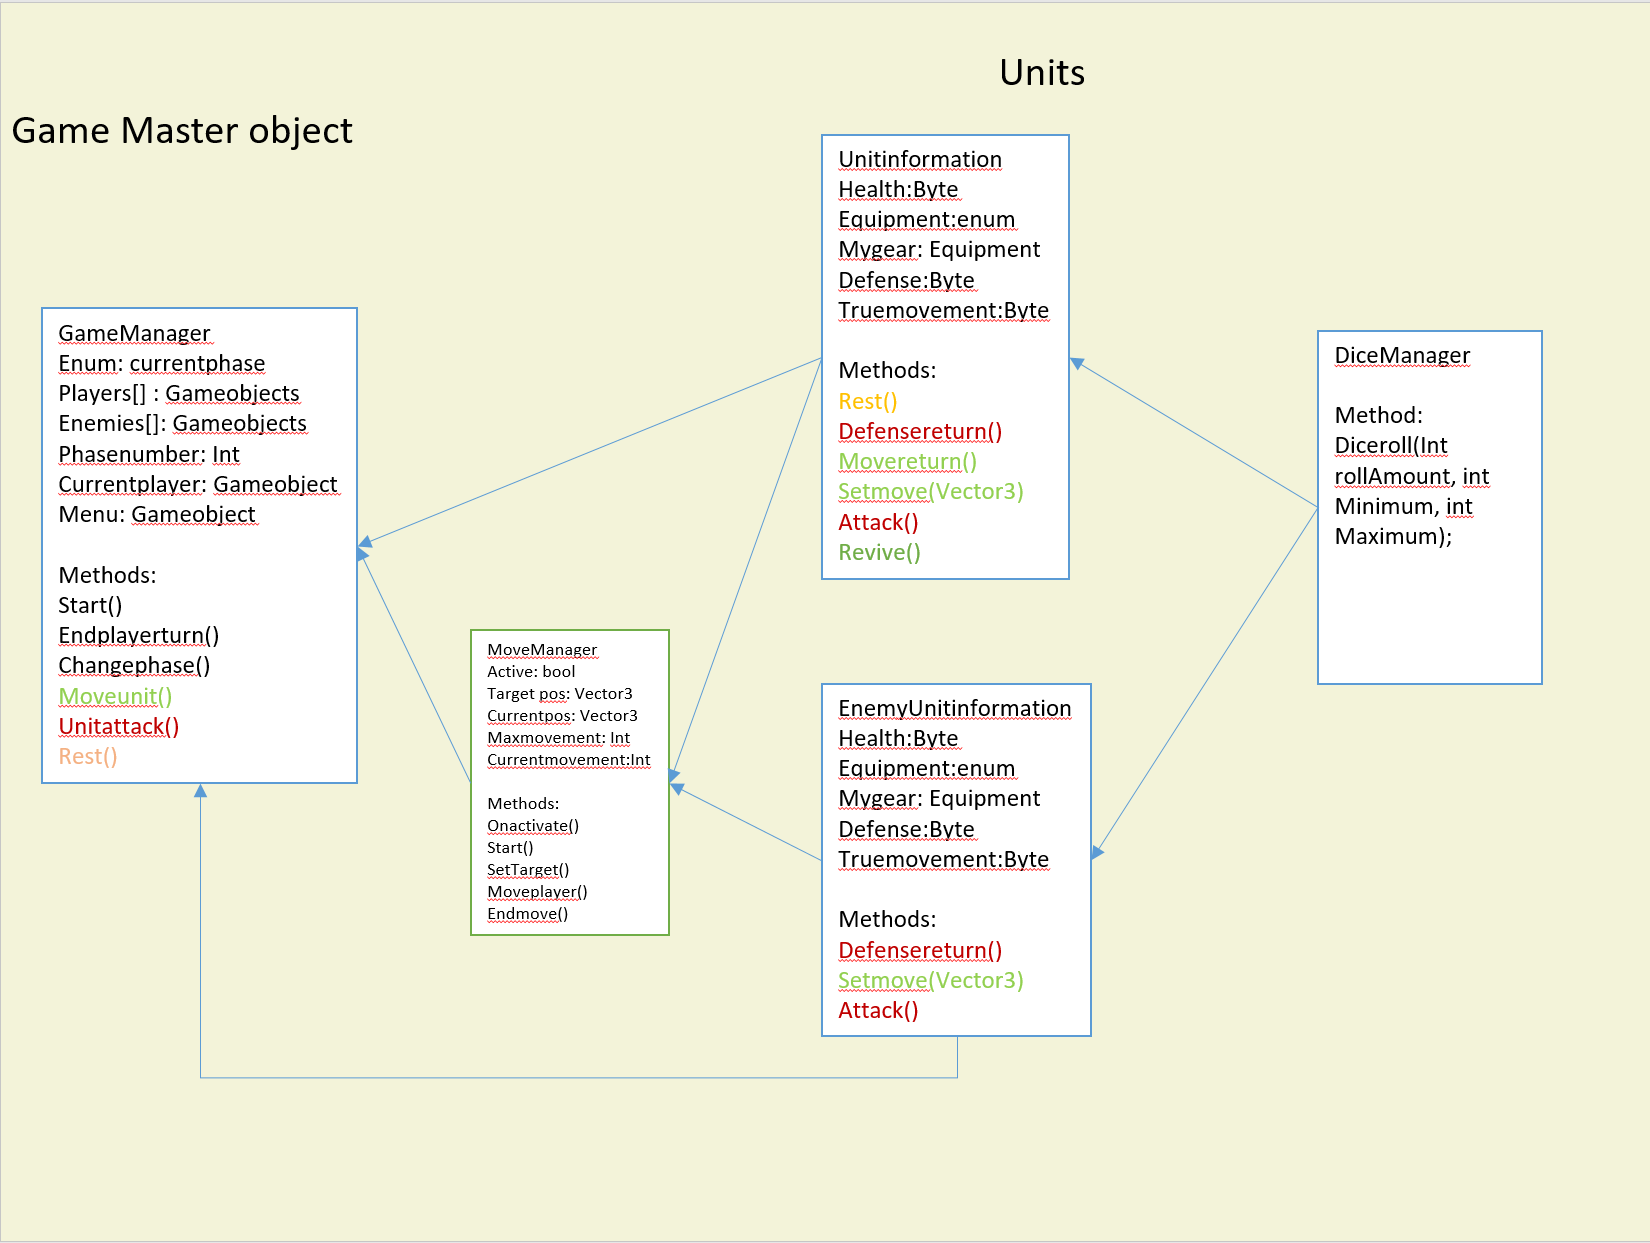 Units
Game Master object
GameManager
Enum: currentphase
Players[] : Gameobjects
Enemies[]: Gameobjects
Phasenumber: Int
Currentplayer: Gameobject
Menu: Gameobject
Methods:
Start()
Endplayerturn()
Changephase()
Moveunit()
Unitattack()
Rest()
MoveManager
Active: bool
Target pos: Vector3
Currentpos: Vector3
Maxmovement: Int
Currentmovement:Int
Methods:
Onactivate()
Start()
SetTarget()
Moveplayer()
Endmove()
Unitinformation
Health:Byte
Equipment:enum
Mygear: Equipment
Defense:Byte
Truemovement:Byte
Methods:
Rest()
Defensereturn()
Movereturn()
Setmove(Vector3)
Attack()
Revive()
EnemyUnitinformation
Health:Byte
Equipment:enum
Mygear: Equipment
Defense:Byte
Truemovement:Byte
Methods:
Defensereturn()
Setmove(Vector3)
Attack()
DiceManager
Method:
Diceroll(Int
rollAmount, int
Minimum, int
Maximum);